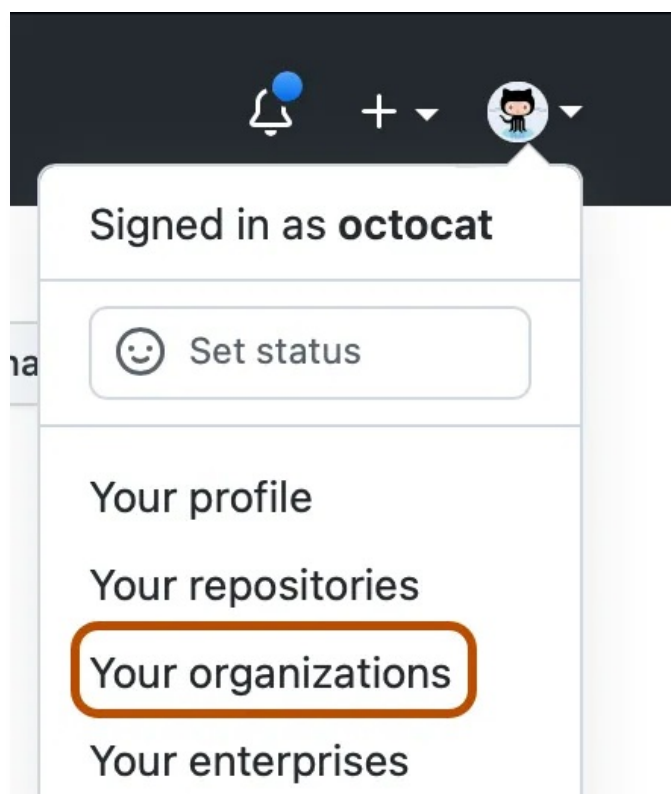 Signed in as octocat
Set status
Your profile
Your repositories
Your organizations
Your enterprises